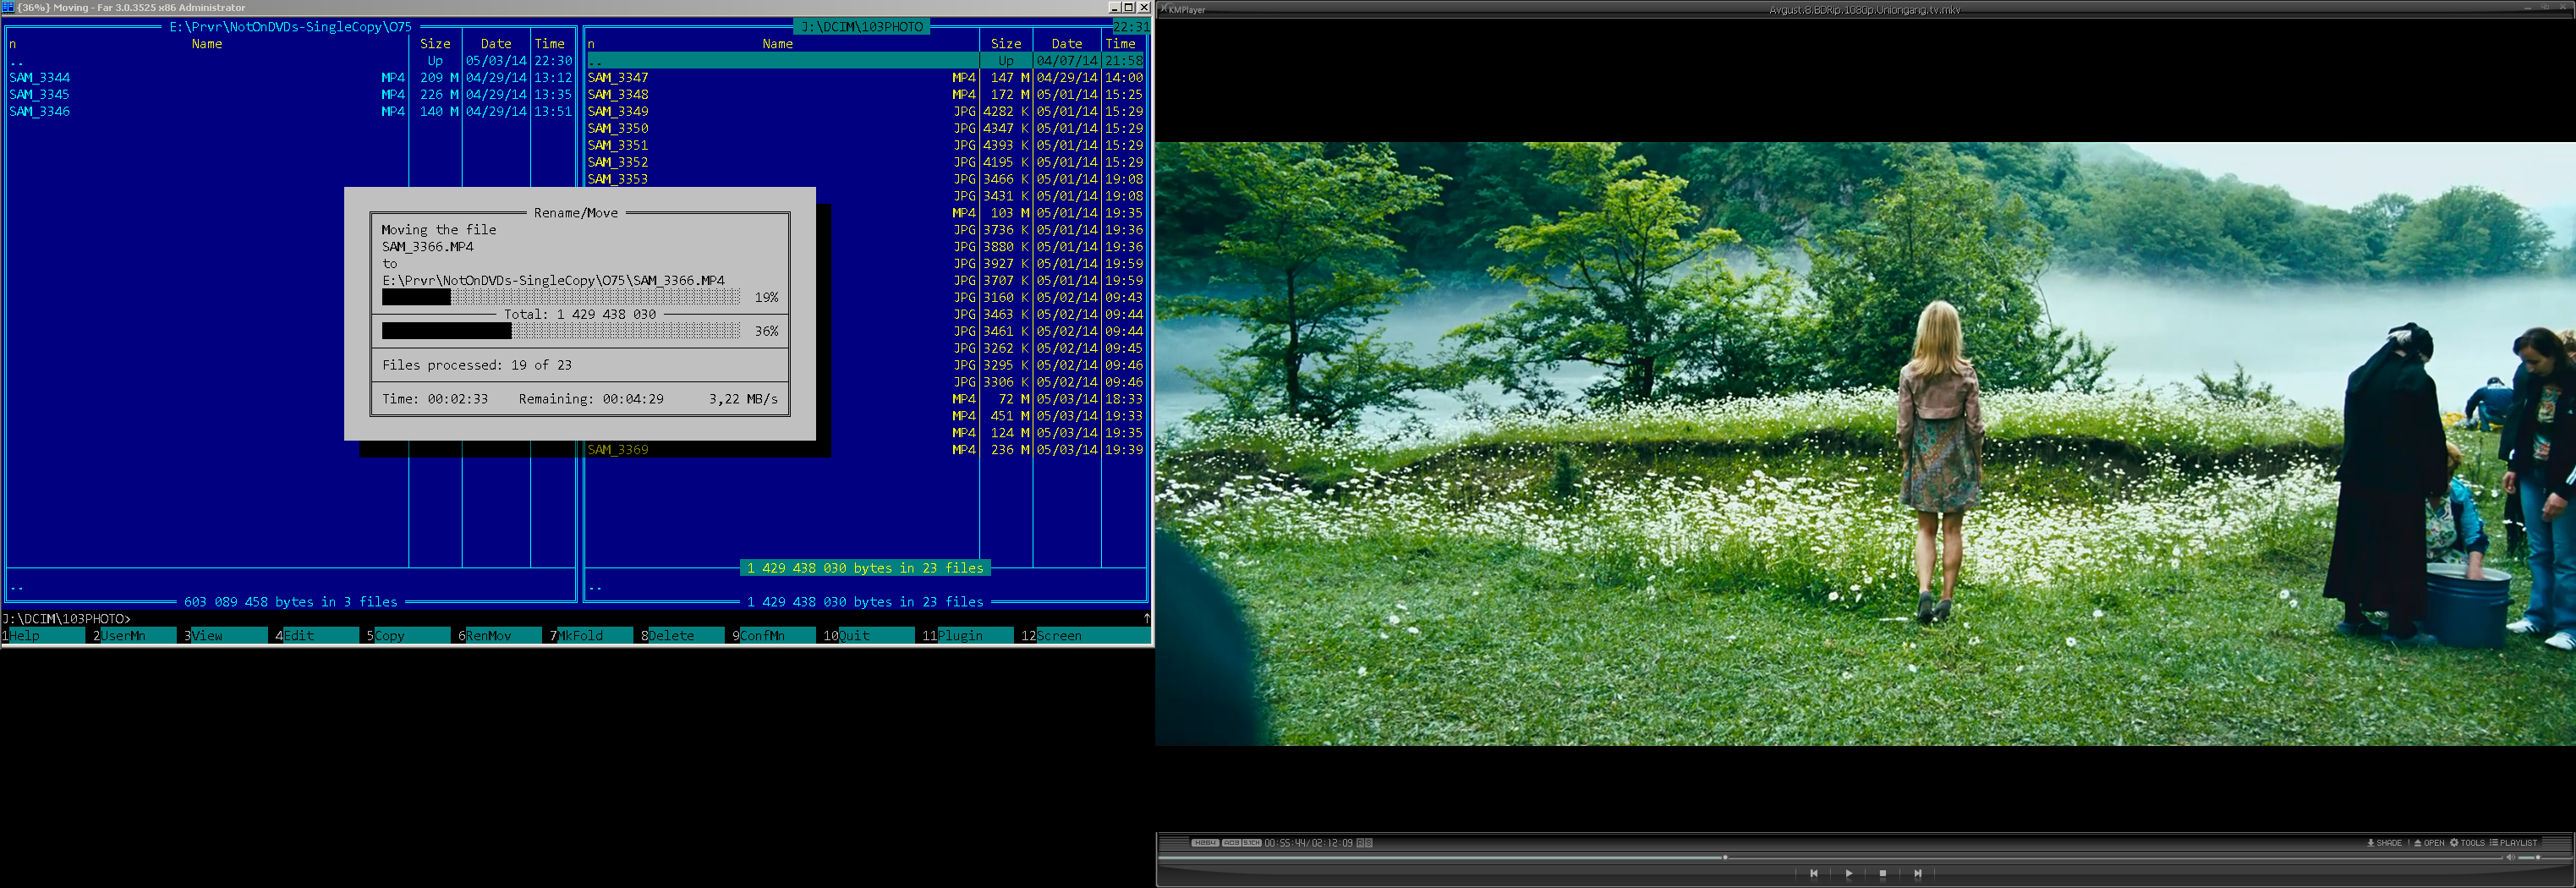 {36%} Moving - Far 3.0.3525 x86 Administrator
E:\Prvr\NotOnDVDs-SingleCopy\O75
n Name Size Date Time
.. Up 05/03/14 22:30
SAM_3344 MP4 209 M 04/29/14 13:12
SAM_3345 MP4 226 M 04/29/14 13:35
SAM_3346 MP4 140 M 04/29/14 13:51
..
603 089 458 bytes in 3 files
J:\DCIM\103PHOTO 22:31
n Name Size Date Time
.. Up 04/07/14 21:58
SAM_3347 MP4 147 M 04/29/14 14:00
SAM_3348 MP4 172 M 05/01/14 15:25
SAM_3349 JPG 4282 K 05/01/14 15:29
SAM_3350 JPG 4347 K 05/01/14 15:29
SAM_3351 JPG 4393 K 05/01/14 15:29
SAM_3352 JPG 4195 K 05/01/14 15:29
SAM_3353 JPG 3466 K 05/01/14 19:08
JPG 3431 K 05/01/14 19:08
MP4 103 M 05/01/14 19:35
JPG 3736 K 05/01/14 19:36
JPG 3880 K 05/01/14 19:36
JPG 3927 K 05/01/14 19:59
JPG 3707 K 05/01/14 19:59
JPG 3160 K 05/02/14 09:43
JPG 3463 K 05/02/14 09:44
JPG 3461 K 05/02/14 09:44
JPG 3262 K 05/02/14 09:45
JPG 3295 K 05/02/14 09:46
JPG 3306 K 05/02/14 09:46
MP4 72 M 05/03/14 18:33
MP4 451 M 05/03/14 19:33
MP4 124 M 05/03/14 19:35
SAM_3369 MP4 236 M 05/03/14 19:39
1 429 438 030 bytes in 23 files
..
1 429 438 030 bytes in 23 files
Rename/Move
Moving the file
SAM_3366.MP4
to
E:\Prvr\NotOnDVDs-SingleCopy\O75\SAM_3366.MP4
19%
Total: 1 429 438 030
36%
Files processed: 19 of 23
Time: 00:02:33 Remaining: 00:04:29 3,22 MB/s
J:\DCIM\103PHOTO>
1Help 2UserMn 3View 4Edit 5Copy 6RenMov 7MkFold 8Delete 9ConfMn 10Quit 11Plugin 12Screen
KMPlayer
Avgust.8.BDRip.1080p.Uniongang.tv.mkv
H264 AC3 5.1CH 00:55:44/02:12:09
SHADE OPEN TOOLS PLAYLIST